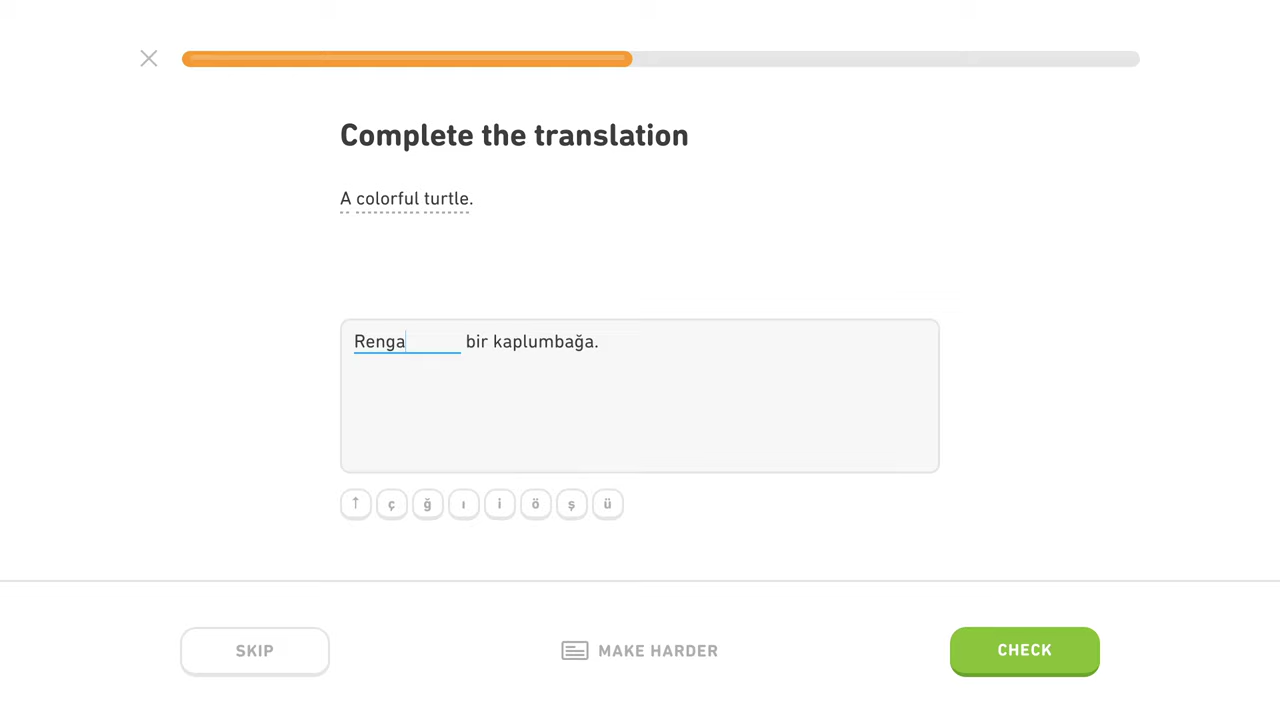 Complete the translation
A colorful turtle.
Renga bir kaplumbağa.
↑ ç ğ ı i ö ş ü
SKIP
MAKE HARDER
CHECK